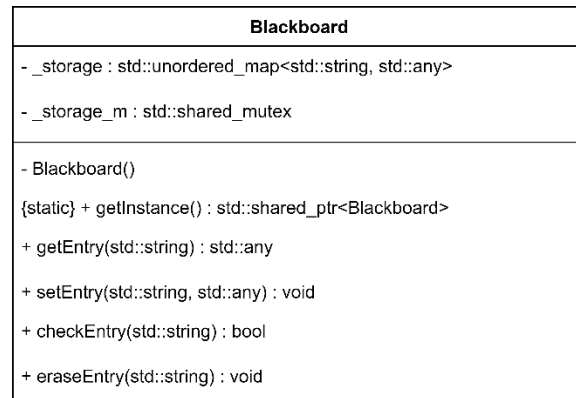 Blackboard
- _storage : std::unordered_map<std::string, std::any>
- _storage_m : std::shared_mutex
- Blackboard()
{static} + getInstance() : std::shared_ptr<Blackboard>
+ getEntry(std::string) : std::any
+ setEntry(std::string, std::any) : void
+ checkEntry(std::string) : bool
+ eraseEntry(std::string) : void